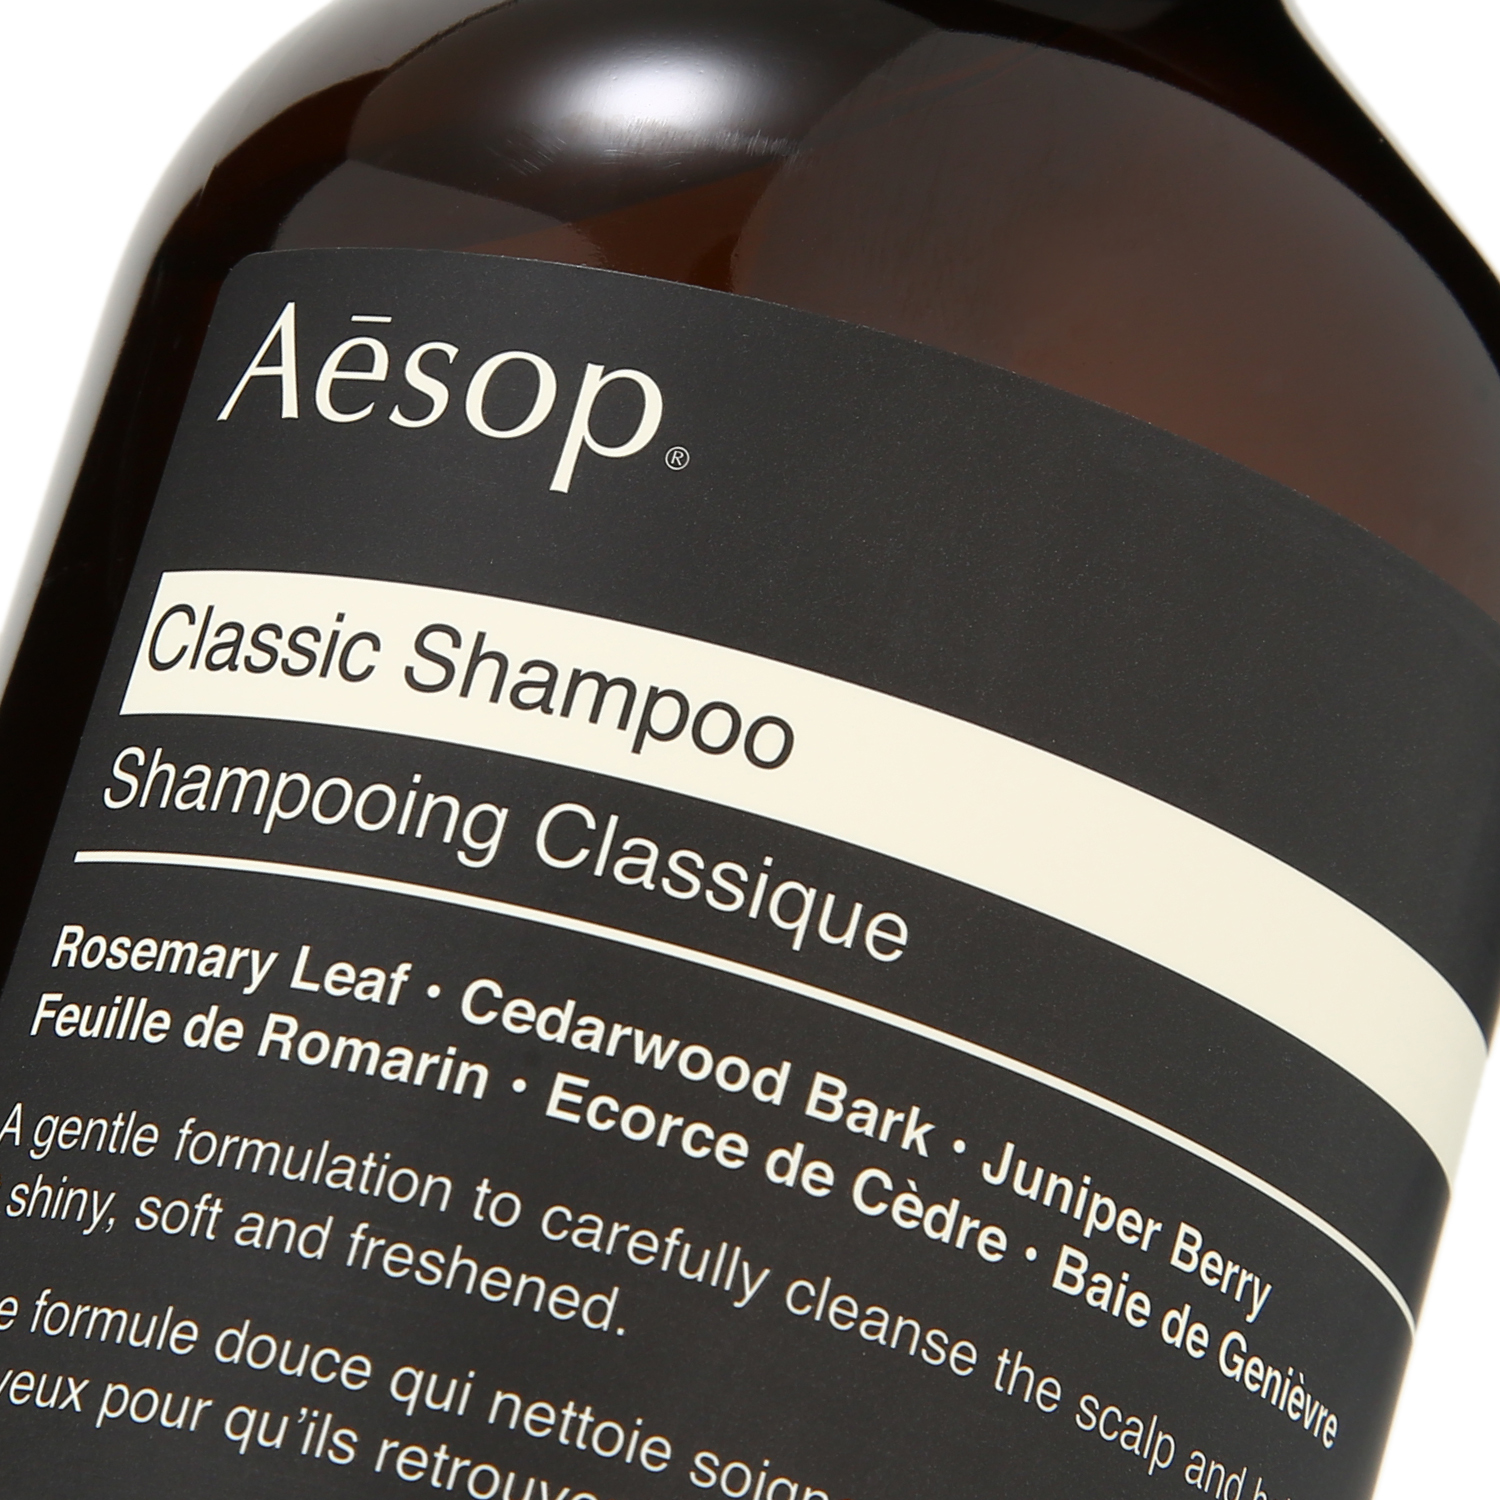 Aēsop®
Classic Shampoo
Shampooing Classique
Rosemary Leaf · Cedarwood Bark · Juniper Berry
Feuille de Romarin · Ecorce de Cèdre · Baie de Genièvre
A gentle formulation to carefully cleanse the scalp and
shiny, soft and freshened.
formule douce qui nettoie
pour qu'ils